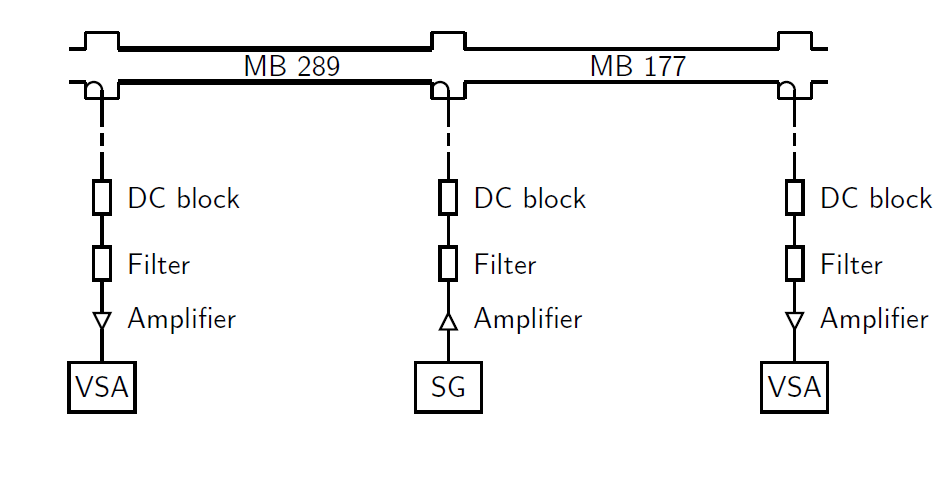 MB 289 MB 177
DC block DC block DC block
Filter Filter Filter
Amplifier Amplifier Amplifier
VSA SG VSA